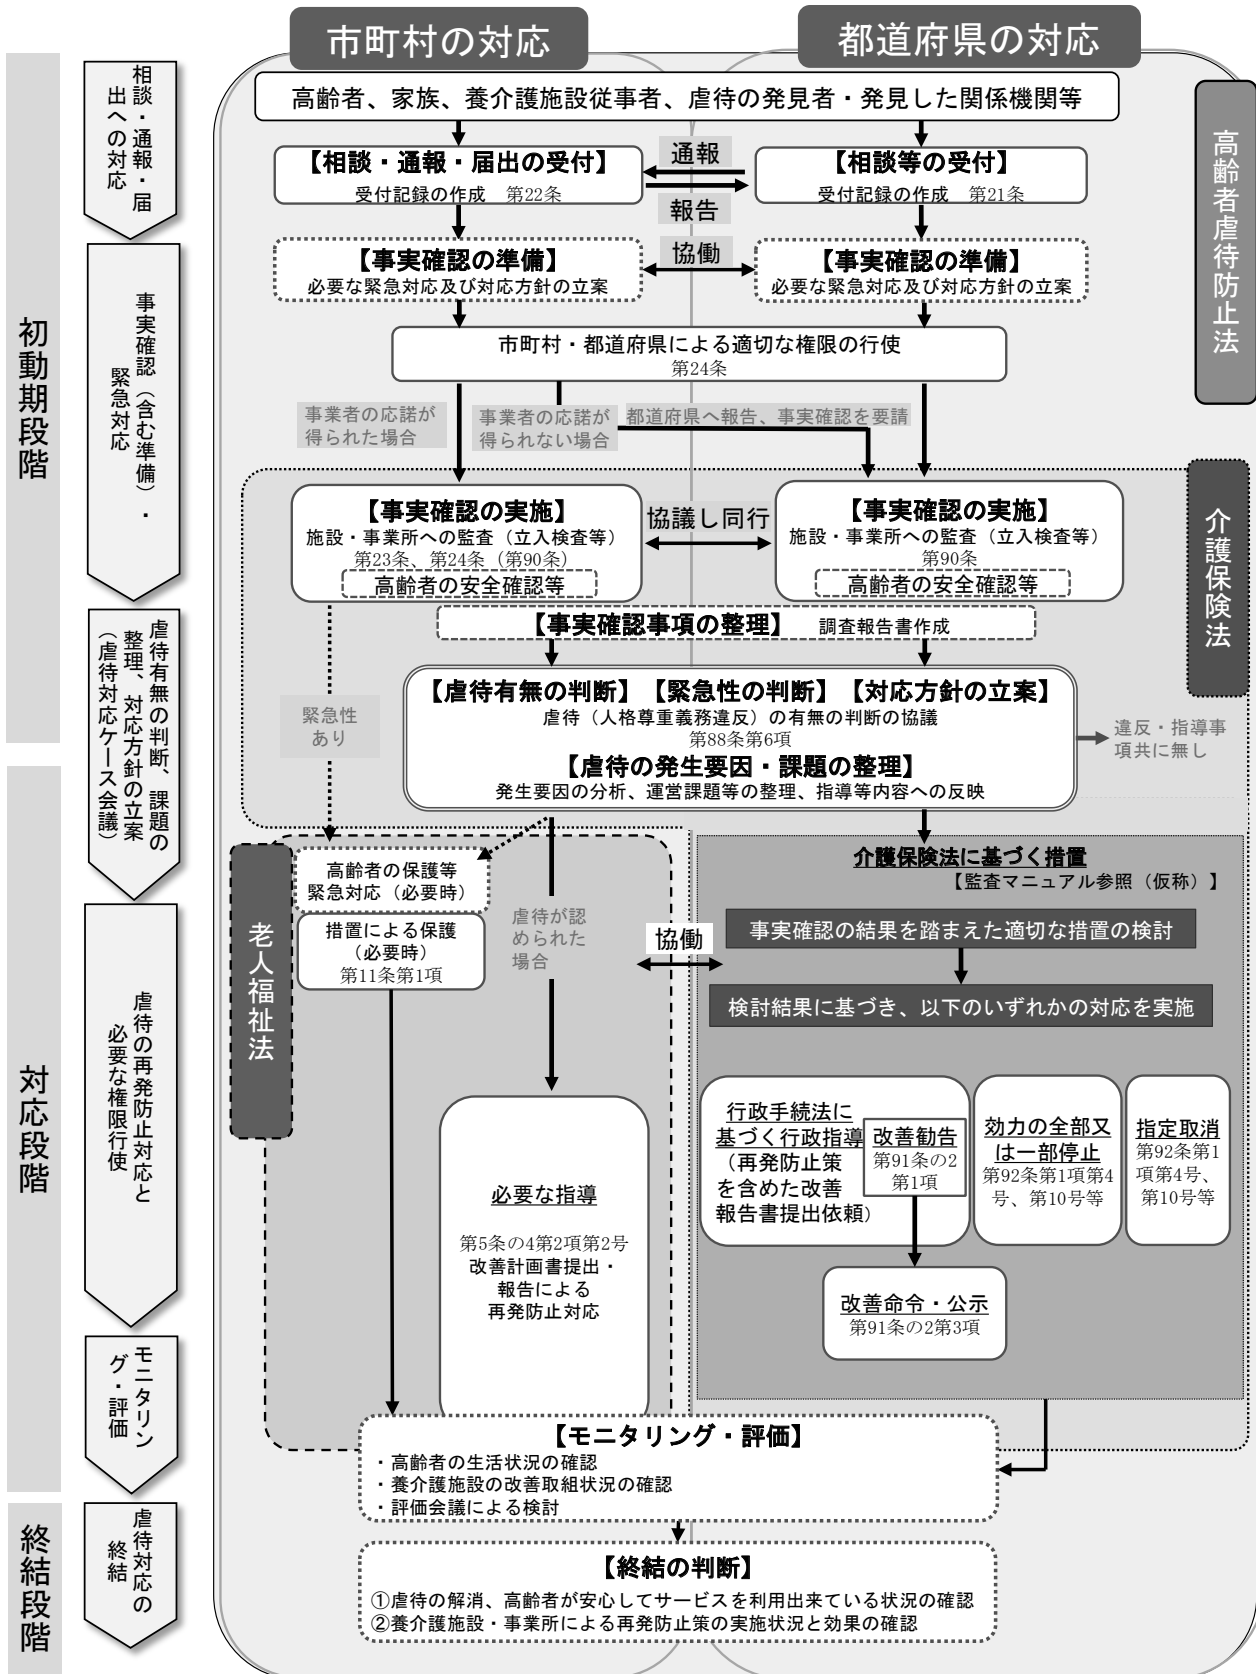 市町村の対応
都道府県の対応
高齢者、家族、養介護施設従事者、虐待の発見者・発見した関係機関等
高齢者虐待防止法
相談・通報・届
出への対応
【相談・通報・届出の受付】
受付記録の作成 第22条
通報
報告
【相談等の受付】
受付記録の作成 第21条
初動期段階
事実確認（含む準備）・
緊急対応
【事実確認の準備】
必要な緊急対応及び対応方針の立案
協働
【事実確認の準備】
必要な緊急対応及び対応方針の立案
市町村・都道府県による適切な権限の行使
第24条
事業者の応諾が
得られた場合
事業者の応諾が
得られない場合
都道府県へ報告、事実確認を要請
介護保険法
【事実確認の実施】
施設・事業所への監査（立入検査等）
第23条、第24条（第90条）
高齢者の安全確認等
協議し同行
【事実確認の実施】
施設・事業所への監査（立入検査等）
第90条
高齢者の安全確認等
【事実確認事項の整理】 調査報告書作成
虐待有無の判断、課題の
整理、対応方針の立案
（虐待対応ケース会議）
緊急性
あり
【虐待有無の判断】【緊急性の判断】【対応方針の立案】
虐待（人格尊重義務違反）の有無の判断の協議
第88条第6項
【虐待の発生要因・課題の整理】
発生要因の分析、運営課題等の整理、指導等内容への反映
違反・指導事
項共に無し
対応段階
虐待の再発防止対応と
必要な権限行使
老人福祉法
高齢者の保護等
緊急対応（必要時）
措置による保護
（必要時）
第11条第1項
虐待が認
められた
場合
協働
介護保険法に基づく措置
【監査マニュアル参照（仮称）】
事実確認の結果を踏まえた適切な措置の検討
検討結果に基づき、以下のいずれかの対応を実施
必要な指導
第5条の4第2項第2号
改善計画書提出・
報告による
再発防止対応
行政手続法に
基づく行政指導
（再発防止策
を含めた改善
報告書提出依頼）
改善勧告
第91条の2
第1項
効力の全部又
は一部停止
第92条第1項第4
号、第10号等
指定取消
第92条第1
項第4号、
第10号等
改善命令・公示
第91条の2第3項
モニタリン
グ・評価
【モニタリング・評価】
・高齢者の生活状況の確認
・養介護施設の改善取組状況の確認
・評価会議による検討
終結段階
虐待対応の
終結
【終結の判断】
①虐待の解消、高齢者が安心してサービスを利用出来ている状況の確認
②養介護施設・事業所による再発防止策の実施状況と効果の確認